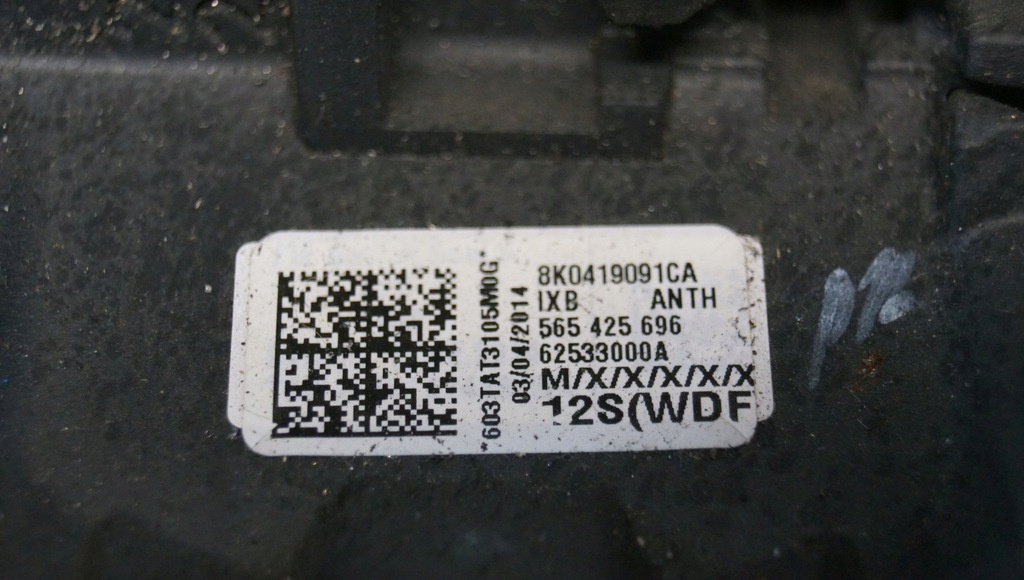 *603TAT3105M0G*
03/04/2014
8K0419091CA
IXB ANTH
565 425 696
62533000A
M/X/X/X/X/X
12S(WDF